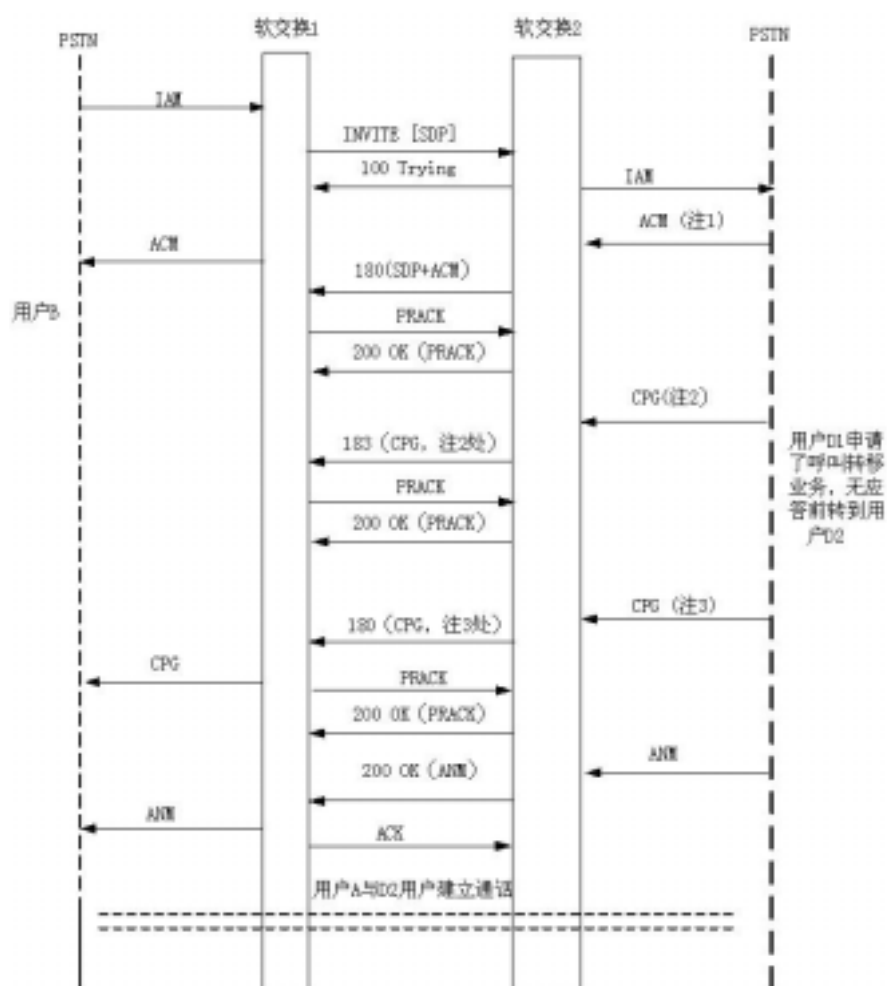 软交换1
软交换2
PSTN
PSTN
IAM
INVITE [SDP]
100 Trying
IAM
ACM (注1)
ACM
180(SDP+ACM)
用户B
PRACK
200 OK (PRACK)
CPG(注2)
183 (CPG, 注2处)
用户D1申请
了呼叫转移
业务, 无应
答前转到用
户D2
PRACK
200 OK (PRACK)
CPG (注3)
180 (CPG, 注3处)
CPG
PRACK
200 OK (PRACK)
ANM
200 OK (ANM)
ANM
ACK
用户A与D2用户建立通话